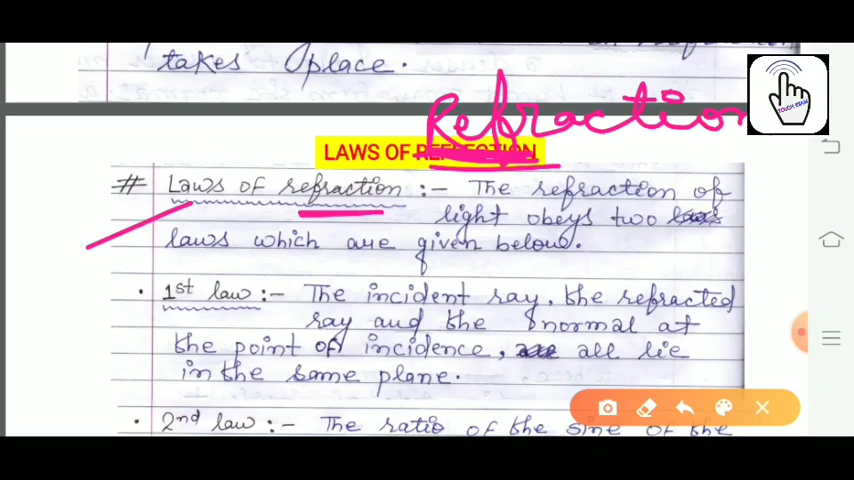 takes place.
Refraction
LAWS OF REFLECTION
# Laws of refraction :- The refraction of
light obeys two laws
laws which are given below.
• 1st law :- The incident ray, the refracted
ray and the normal at
the point of incidence, all lie
in the same plane.
• 2nd law :- The ratio of the sine of the
TOUCH EXAM